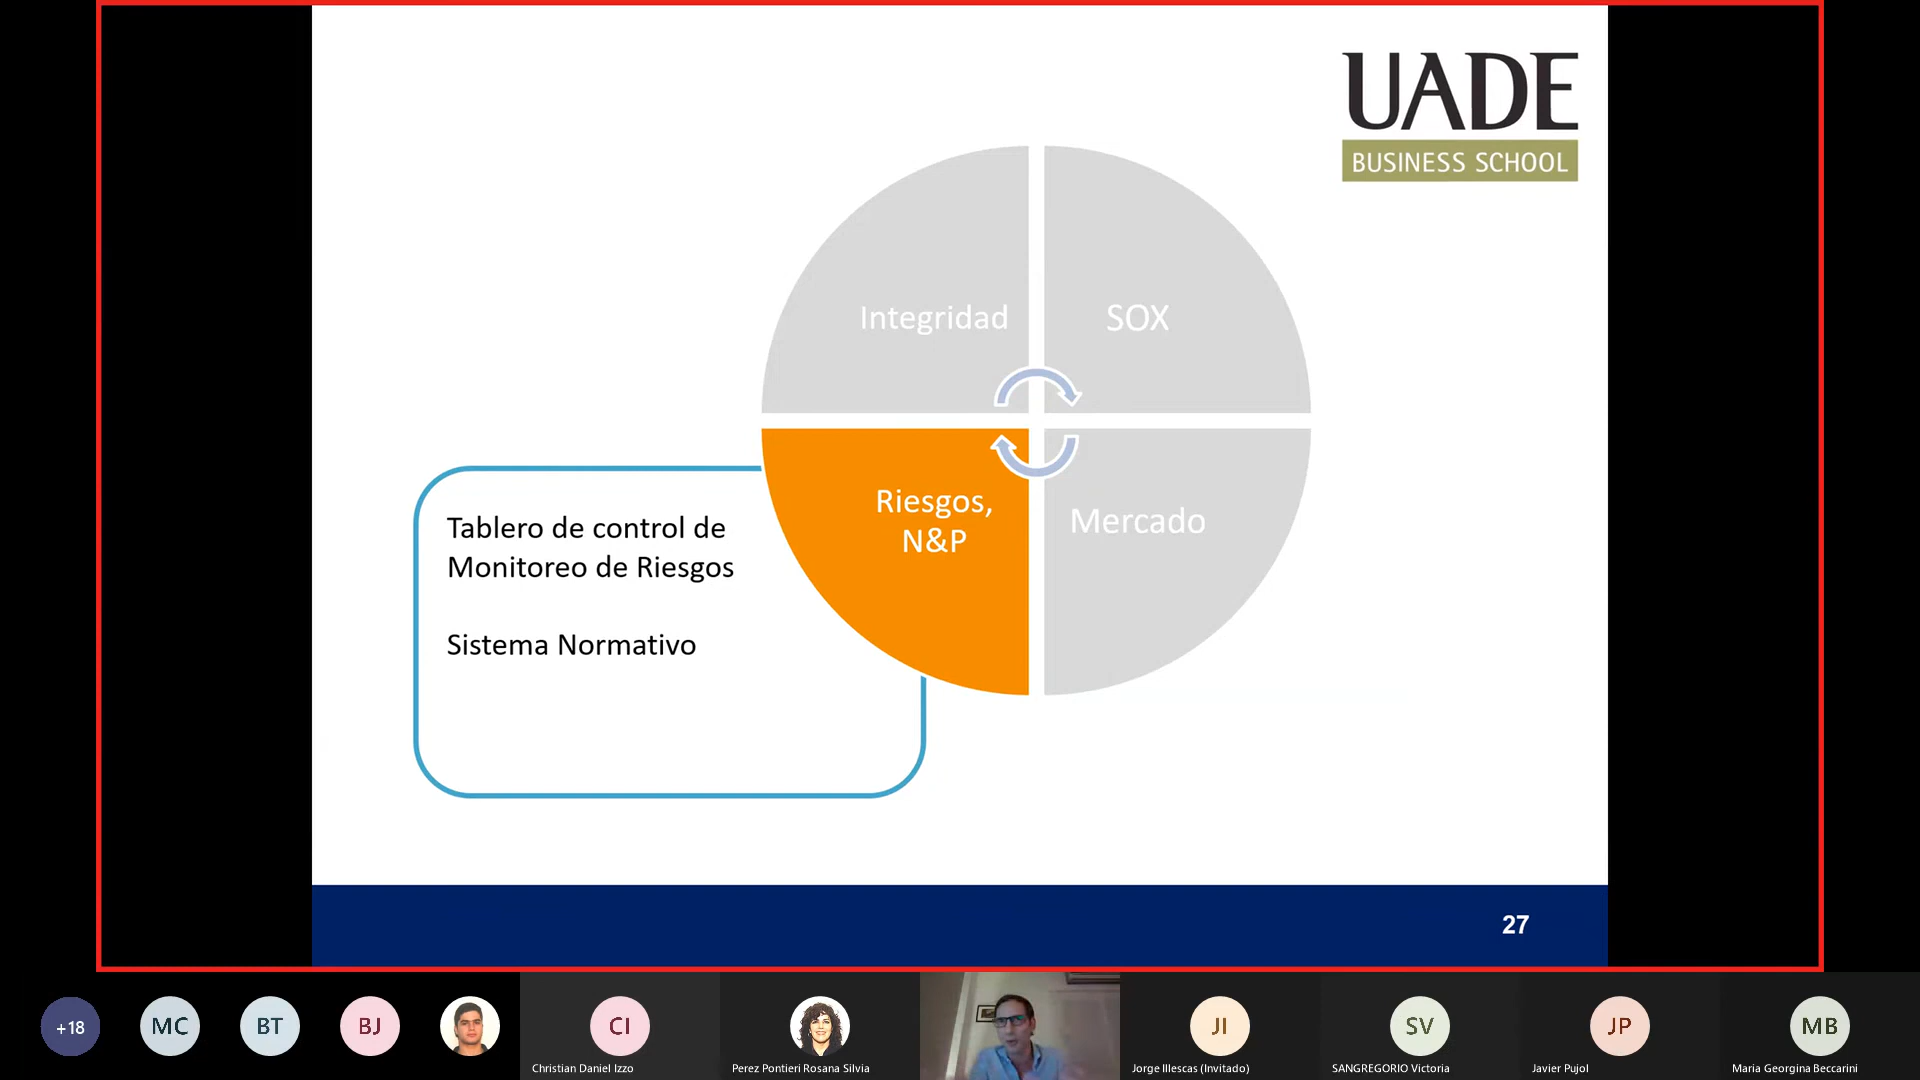 UADE
BUSINESS SCHOOL
Integridad
SOX
Riesgos,
N&P
Mercado
Tablero de control de
Monitoreo de Riesgos
Sistema Normativo
27
+18
MC
BT
BJ
CI
JI
SV
JP
MB
Christian Daniel Izzo
Perez Pontieri Rosana Silvia
Jorge Illescas (Invitado)
SANGREGORIO Victoria
Javier Pujol
Maria Georgina Beccarini